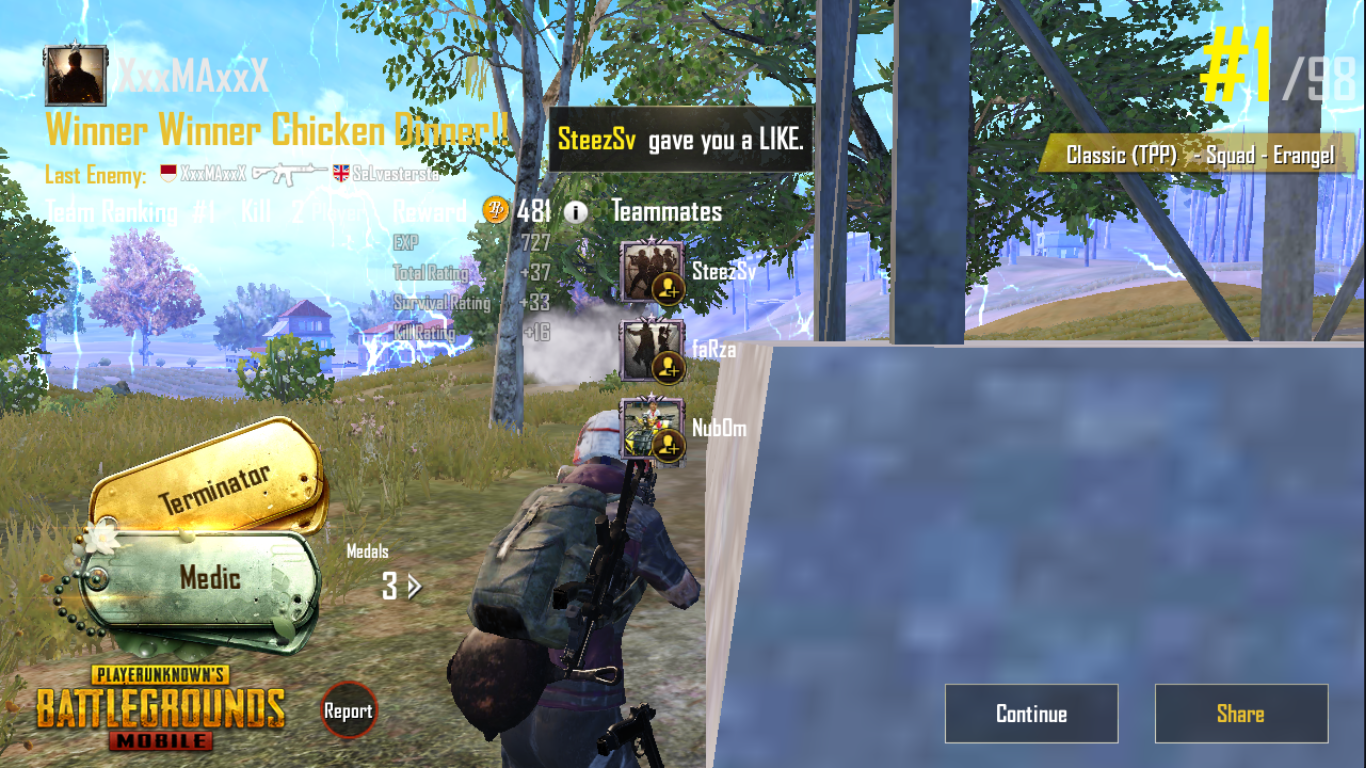 XxxMAxxX
#1 /98
Winner Winner Chicken Dinner!!
SteezSv gave you a LIKE.
Classic (TPP) - Squad - Erangel
Last Enemy: XxxMAxxX SeLvestersta
Team Ranking #1 Kill 2 Players
Reward 481
Teammates
EXP 727
Total Rating +37
Survival Rating +33
Kill Rating +16
SteezSv
faRza
NubOm
Terminator
Medic
Medals
3
PLAYERUNKNOWN'S
BATTLEGROUNDS
MOBILE
Report
Continue
Share